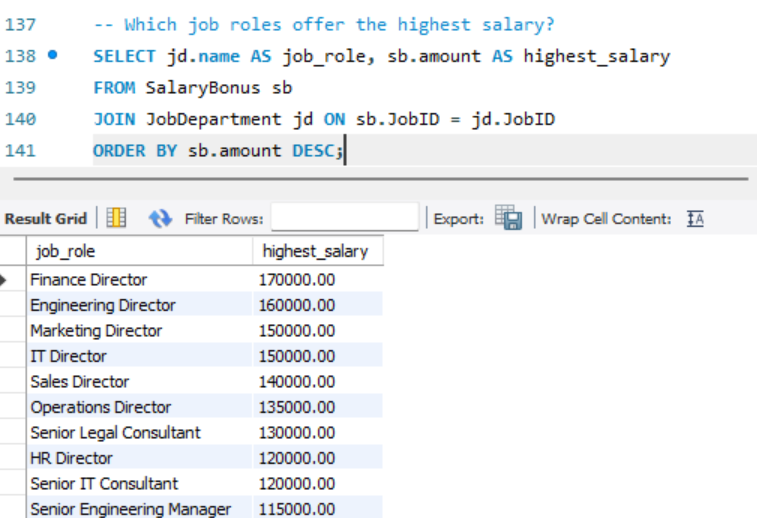 137 -- Which job roles offer the highest salary?
138 SELECT jd.name AS job_role, sb.amount AS highest_salary
139 FROM SalaryBonus sb
140 JOIN JobDepartment jd ON sb.JobID = jd.JobID
141 ORDER BY sb.amount DESC;
Result Grid Filter Rows: Export: Wrap Cell Content: IA
job_role highest_salary
Finance Director 170000.00
Engineering Director 160000.00
Marketing Director 150000.00
IT Director 150000.00
Sales Director 140000.00
Operations Director 135000.00
Senior Legal Consultant 130000.00
HR Director 120000.00
Senior IT Consultant 120000.00
Senior Engineering Manager 115000.00